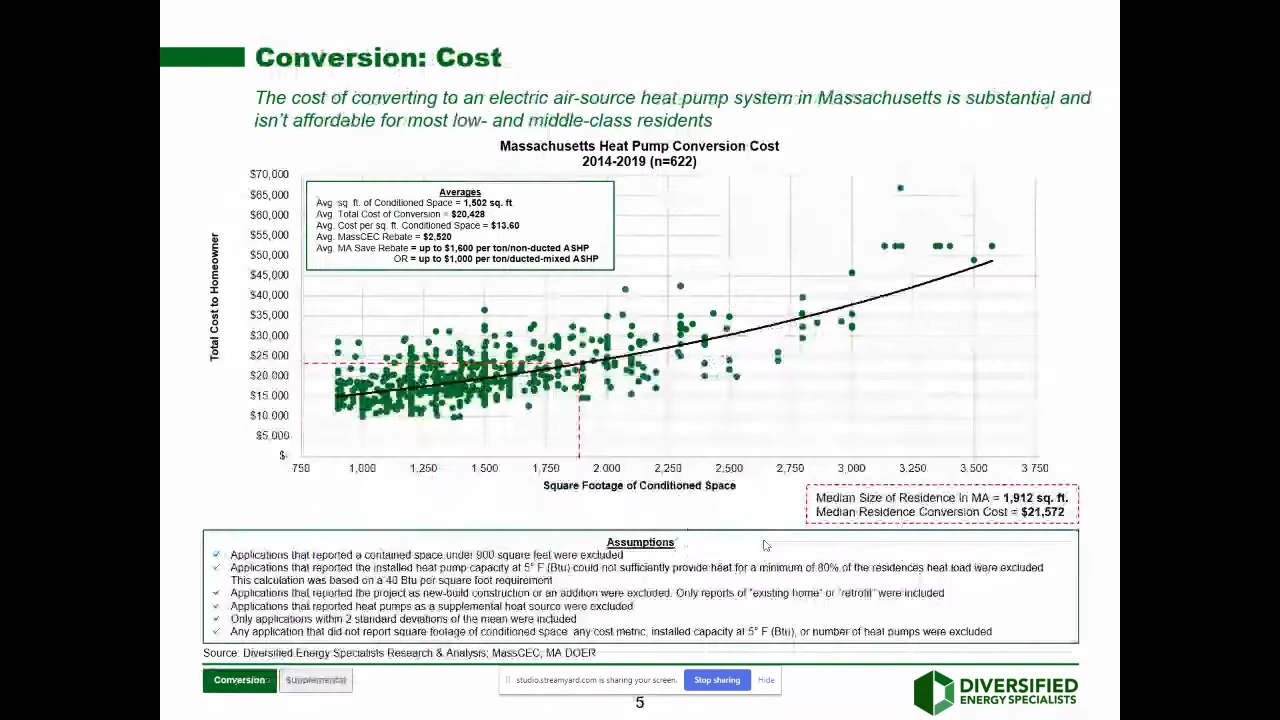 Conversion: Cost
The cost of converting to an electric air-source heat pump system in Massachusetts is substantial and
isn't affordable for most low- and middle-class residents
Massachusetts Heat Pump Conversion Cost
2014-2019 (n=622)
$70,000
$65,000
$60,000
$55,000
$50,000
$45,000
$40,000
$35,000
$30,000
$25,000
$20,000
$15,000
$10,000
$5,000
$-
Total Cost to Homeowner
Averages
Avg. sq. ft. of Conditioned Space = 1,502 sq. ft
Avg. Total Cost of Conversion = $20,428
Avg. Cost per sq. ft. Conditioned Space = $13.60
Avg. MassCEC Rebate = $2,520
Avg. MA Save Rebate = up to $1,600 per ton/non-ducted ASHP
OR = up to $1,000 per ton/ducted-mixed ASHP
750 1,000 1,250 1,500 1,750 2,000 2,250 2,500 2,750 3,000 3,250 3,500 3,750
Square Footage of Conditioned Space
Median Size of Residence in MA = 1,912 sq. ft.
Median Residence Conversion Cost = $21,572
Assumptions
Applications that reported a contained space under 900 square feet were excluded
Applications that reported the installed heat pump capacity at 5° F (Btu) could not sufficiently provide heat for a minimum of 80% of the residences heat load were excluded
This calculation was based on a 40 Btu per square foot requirement
Applications that reported the project as new-build construction or an addition were excluded. Only reports of "existing home" or "retrofit" were included
Applications that reported heat pumps as a supplemental heat source were excluded
Only applications within 2 standard deviations of the mean were included
Any application that did not report square footage of conditioned space, any cost metric, installed capacity at 5° F (Btu), or number of heat pumps were excluded
Source: Diversified Energy Specialists Research & Analysis; MassCEC, MA DOER
Conversion Supplemental
studio.streamyard.com is sharing your screen. Stop sharing Hide
5
DIVERSIFIED
ENERGY SPECIALISTS